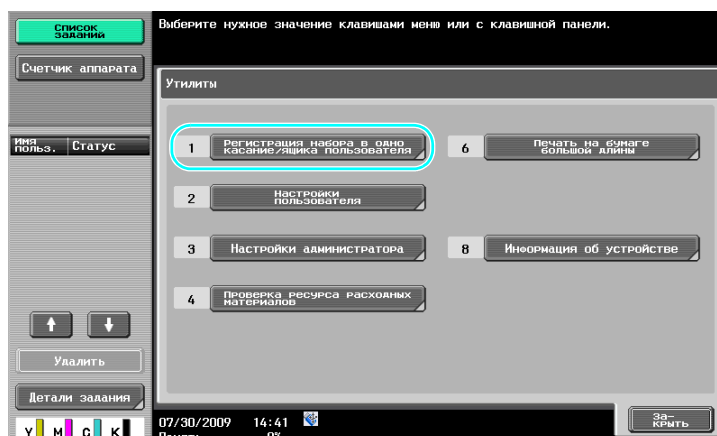 Список
заданий
Выберите нужное значение клавишами меню или с клавишной панели.
Счетчик аппарата
Утилиты
Имя
польз.
Статус
1
Регистрация набора в одно
касание/ящика пользователя
6
Печать на бумаге
большой длины
2
Настройки
пользователя
3
Настройки администратора
8
Информация об устройстве
4
Проверка ресурса расходных
материалов
Удалить
Детали задания
Y M C K
07/30/2009 14:41
Память 0%
За-
крыть